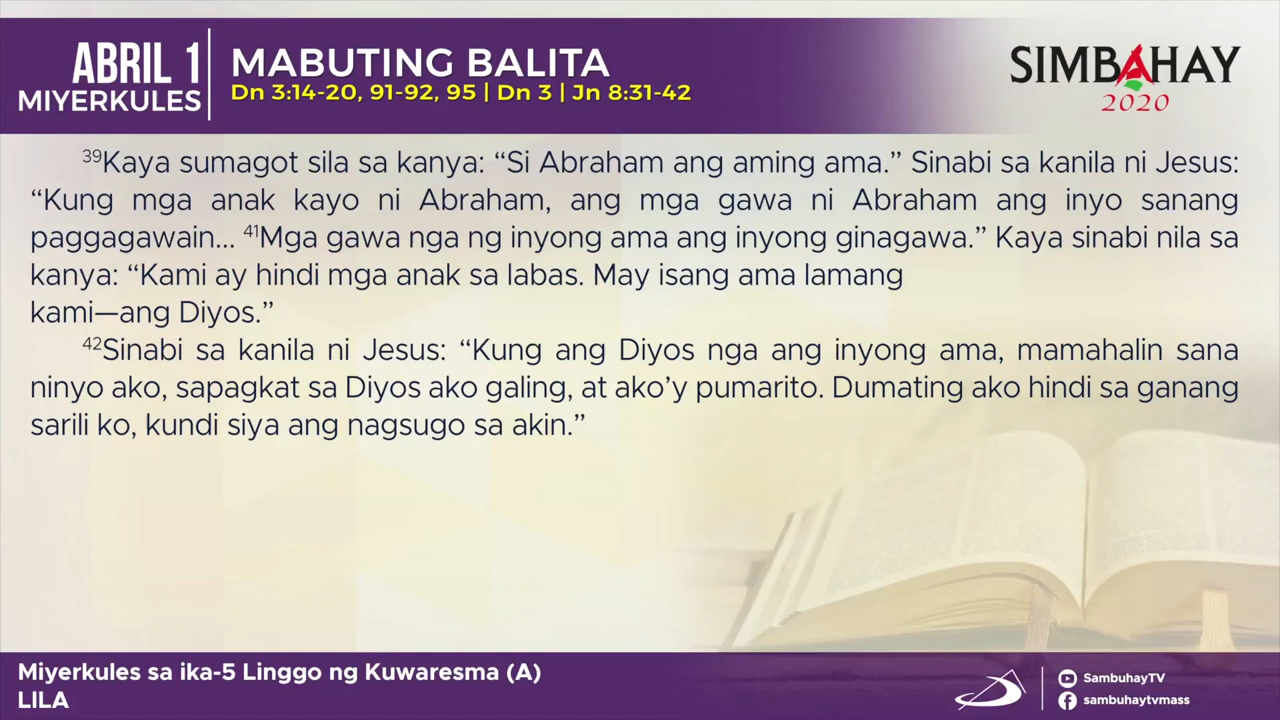 ABRIL 1
MIYERKULES
MABUTING BALITA
Dn 3:14-20, 91-92, 95 | Dn 3 | Jn 8:31-42
SIMBAHAY
2020
³⁹Kaya sumagot sila sa kanya: “Si Abraham ang aming ama.” Sinabi sa kanila ni Jesus:
“Kung mga anak kayo ni Abraham, ang mga gawa ni Abraham ang inyo sanang
paggagawain... ⁴¹Mga gawa nga ng inyong ama ang inyong ginagawa.” Kaya sinabi nila sa
kanya: “Kami ay hindi mga anak sa labas. May isang ama lamang
kami—ang Diyos.”
⁴²Sinabi sa kanila ni Jesus: “Kung ang Diyos nga ang inyong ama, mamahalin sana
ninyo ako, sapagkat sa Diyos ako galing, at ako’y pumarito. Dumating ako hindi sa ganang
sarili ko, kundi siya ang nagsugo sa akin.”
Miyerkules sa ika-5 Linggo ng Kuwaresma (A)
LILA
SambuhayTV
sambuhaytvmass